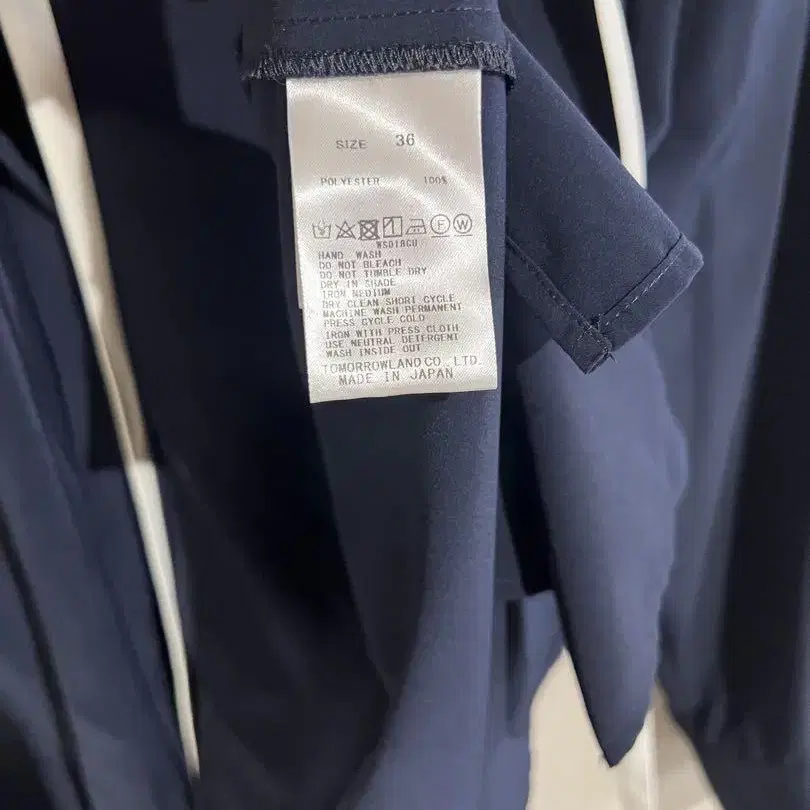 SIZE 36
POLYESTER 100%
F W
WSD18CU
HAND WASH
DO NOT BLEACH
DO NOT TUMBLE DRY
DRY IN SHADE
IRON MEDIUM
DRY CLEAN SHORT CYCLE
MACHINE WASH PERMANENT
PRESS CYCLE COLD
IRON WITH PRESS CLOTH
USE NEUTRAL DETERGENT
WASH INSIDE OUT
TOMORROWLAND CO., LTD.
MADE IN JAPAN